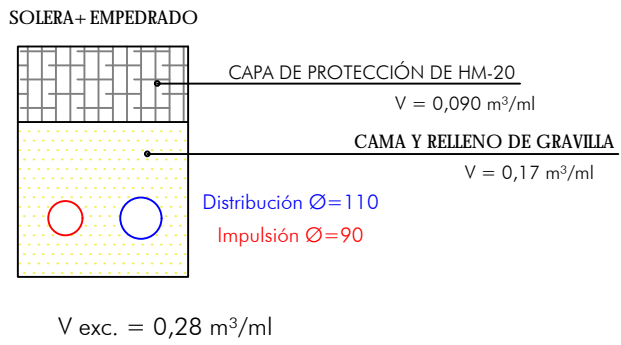 SOLERA+ EMPEDRADO
CAPA DE PROTECCIÓN DE HM-20
V = 0,090 m³/ml
CAMA Y RELLENO DE GRAVILLA
V = 0,17 m³/ml
Distribución Ø=110
Impulsión Ø=90
V exc. = 0,28 m³/ml